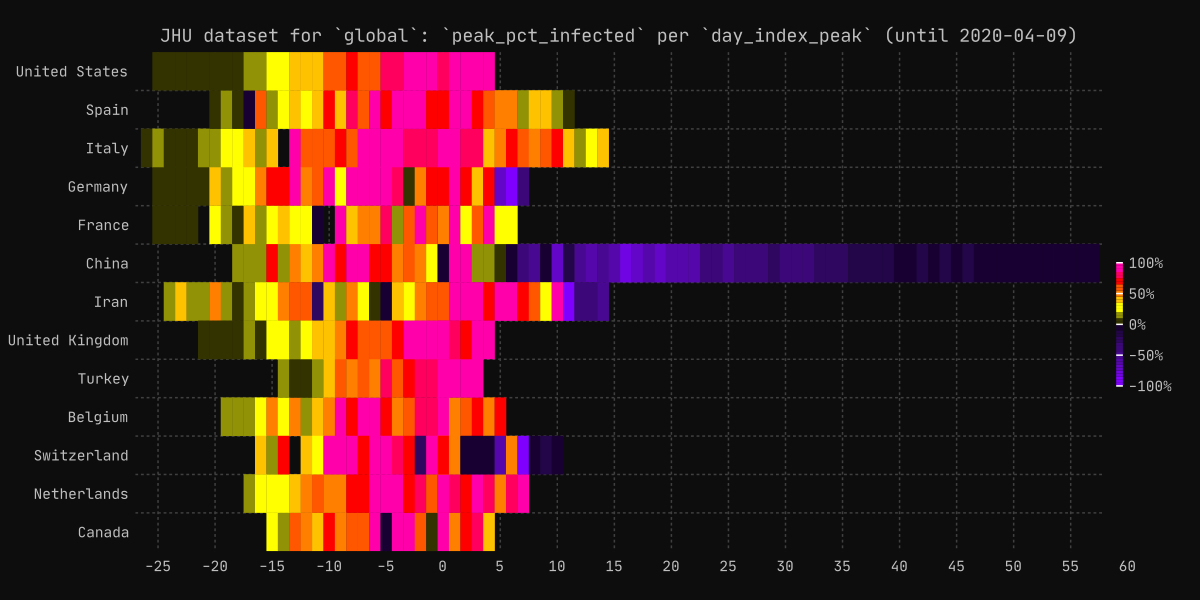 JHU dataset for `global`: `peak_pct_infected` per `day_index_peak` (until 2020-04-09)
United States
Spain
Italy
Germany
France
China
Iran
United Kingdom
Turkey
Belgium
Switzerland
Netherlands
Canada
100%
50%
0%
-50%
-100%
-25 -20 -15 -10 -5 0 5 10 15 20 25 30 35 40 45 50 55 60